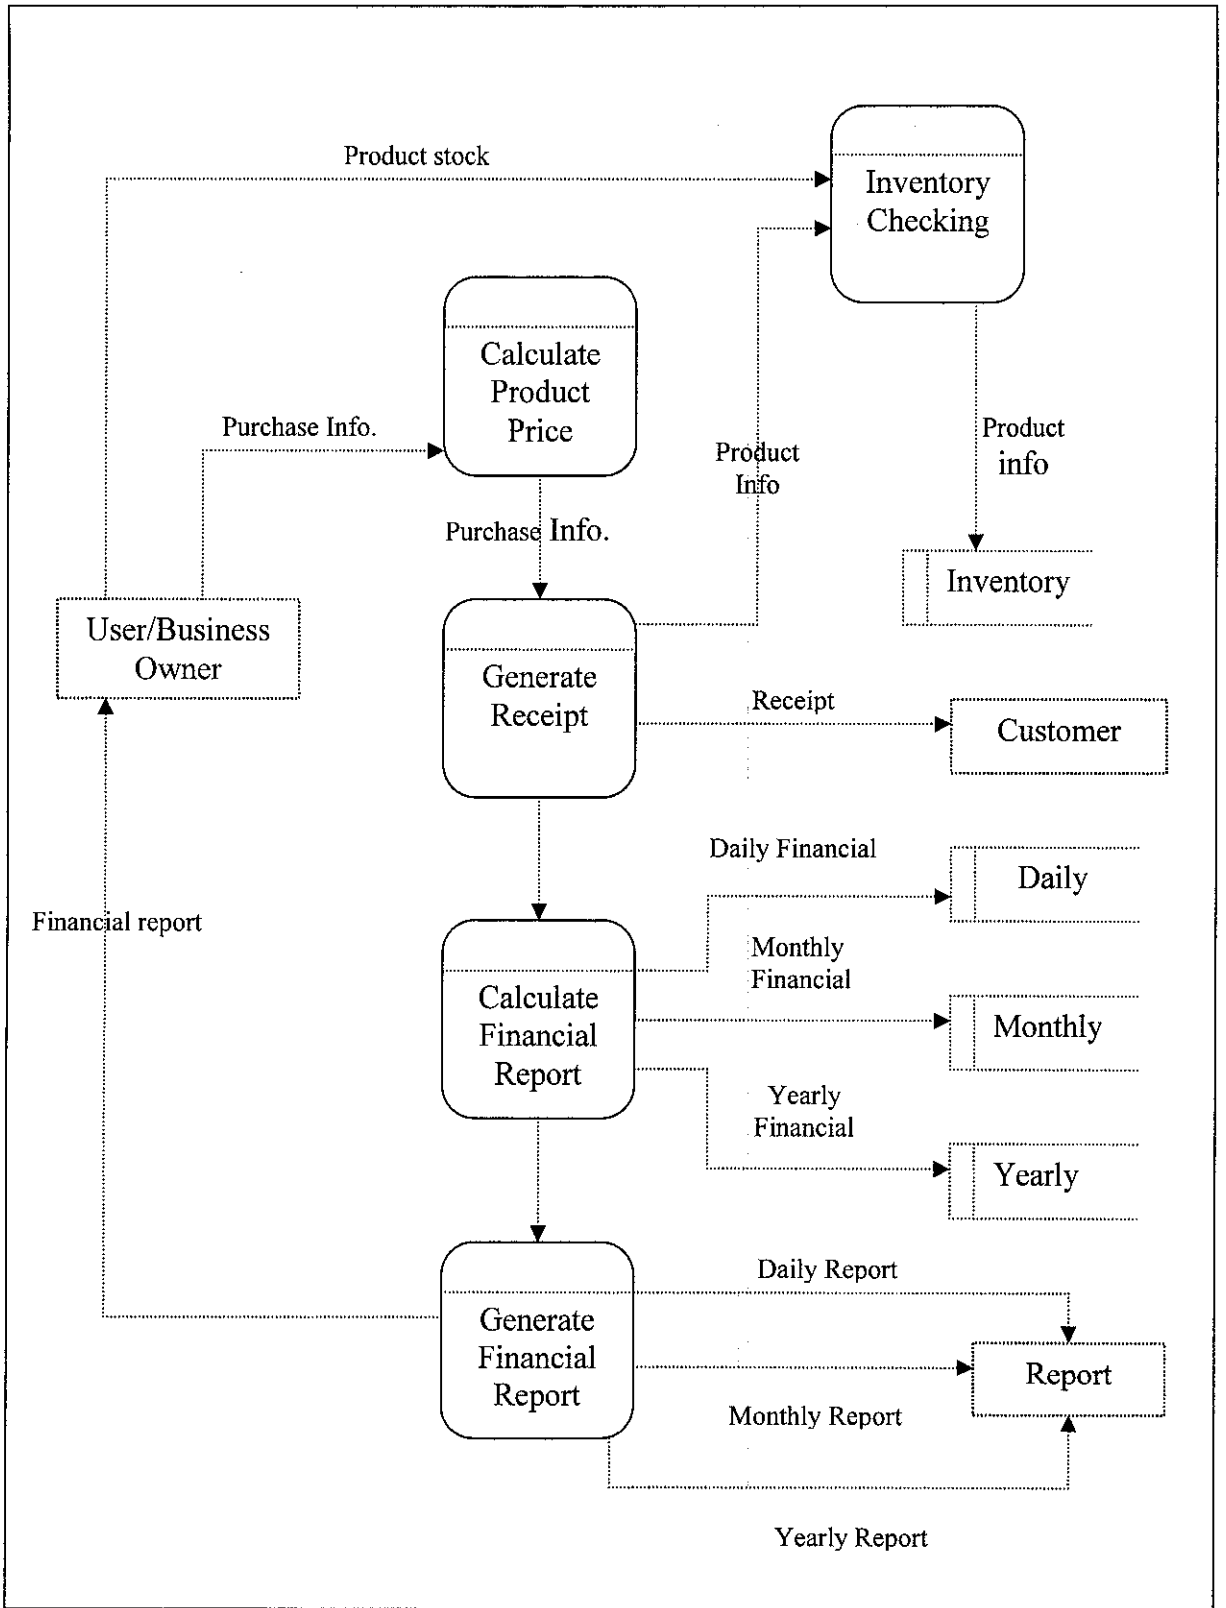 Product stock
Inventory
Checking
Calculate
Product
Price
Purchase Info.
Product
Info
Product
info
Purchase Info.
Inventory
User/Business
Owner
Generate
Receipt
Receipt
Customer
Daily Financial
Daily
Financial report
Monthly
Financial
Calculate
Financial
Report
Monthly
Yearly
Financial
Yearly
Daily Report
Generate
Financial
Report
Report
Monthly Report
Yearly Report